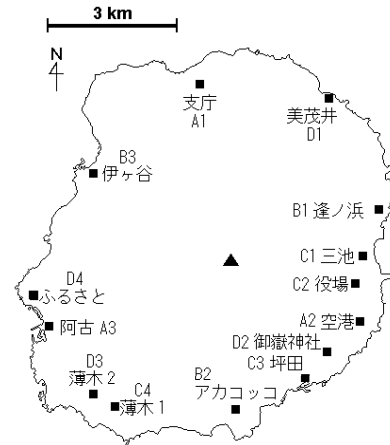 3 km
N
支庁
A1
美茂井
D1
B3
伊ヶ谷
B1 逢ノ浜
C1 三池
C2 役場
D4
ふるさと
阿古 A3
A2 空港
D2 御嶽神社
C3 坪田
D3
薄木 2
C4
薄木 1
B2
アカコッコ